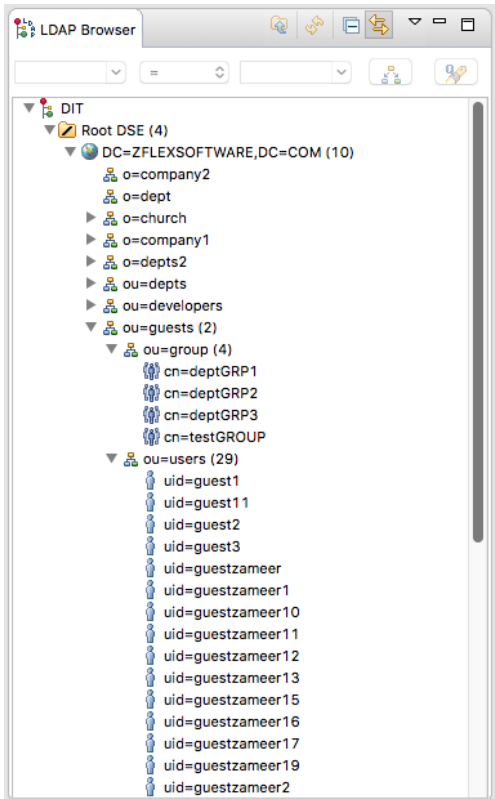 LDAP Browser
=
DIT
Root DSE (4)
DC=ZFLEXSOFTWARE,DC=COM (10)
o=company2
o=dept
o=church
o=company1
o=depts2
ou=depts
ou=developers
ou=guests (2)
ou=group (4)
cn=deptGRP1
cn=deptGRP2
cn=deptGRP3
cn=testGROUP
ou=users (29)
uid=guest1
uid=guest11
uid=guest2
uid=guest3
uid=guestzameer
uid=guestzameer1
uid=guestzameer10
uid=guestzameer11
uid=guestzameer12
uid=guestzameer13
uid=guestzameer15
uid=guestzameer16
uid=guestzameer17
uid=guestzameer19
uid=guestzameer2